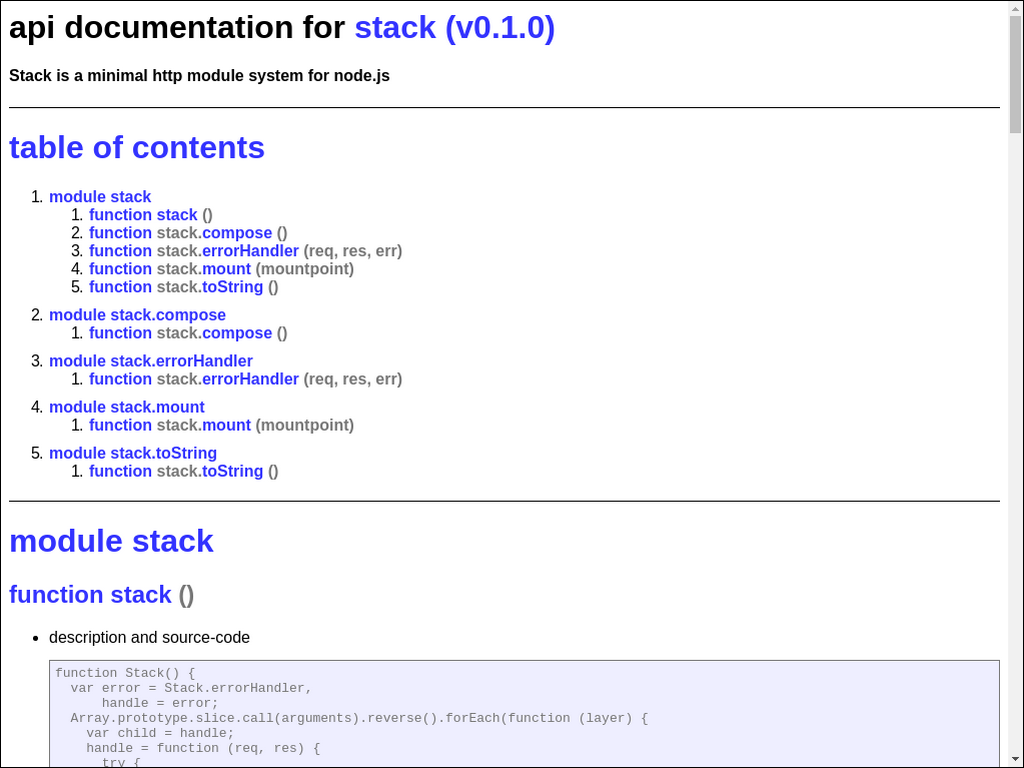 api documentation for stack (v0.1.0)
Stack is a minimal http module system for node.js
table of contents
1. module stack
1. function stack ()
2. function stack.compose ()
3. function stack.errorHandler (req, res, err)
4. function stack.mount (mountpoint)
5. function stack.toString ()
2. module stack.compose
1. function stack.compose ()
3. module stack.errorHandler
1. function stack.errorHandler (req, res, err)
4. module stack.mount
1. function stack.mount (mountpoint)
5. module stack.toString
1. function stack.toString ()
module stack
function stack ()
• description and source-code
function Stack() {
  var error = Stack.errorHandler,
      handle = error;
  Array.prototype.slice.call(arguments).reverse().forEach(function (layer) {
    var child = handle;
    handle = function (req, res) {
      try {